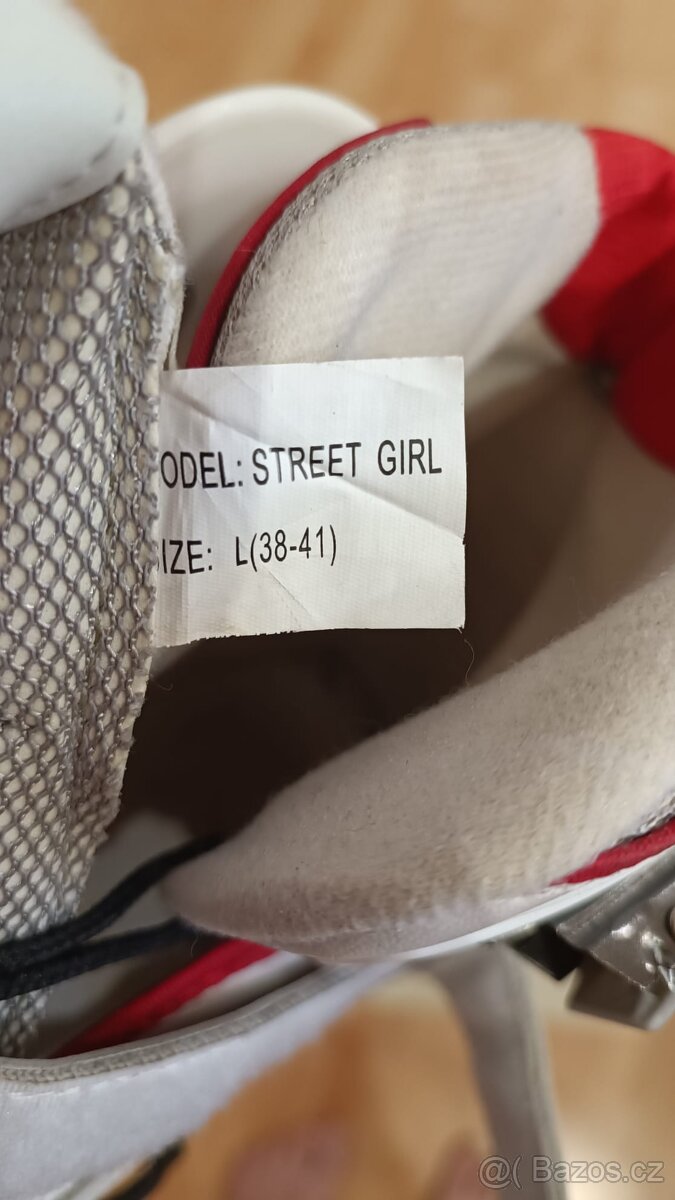 ODEL: STREET GIRL
IZE: L(38-41)
@( Bazos.cz